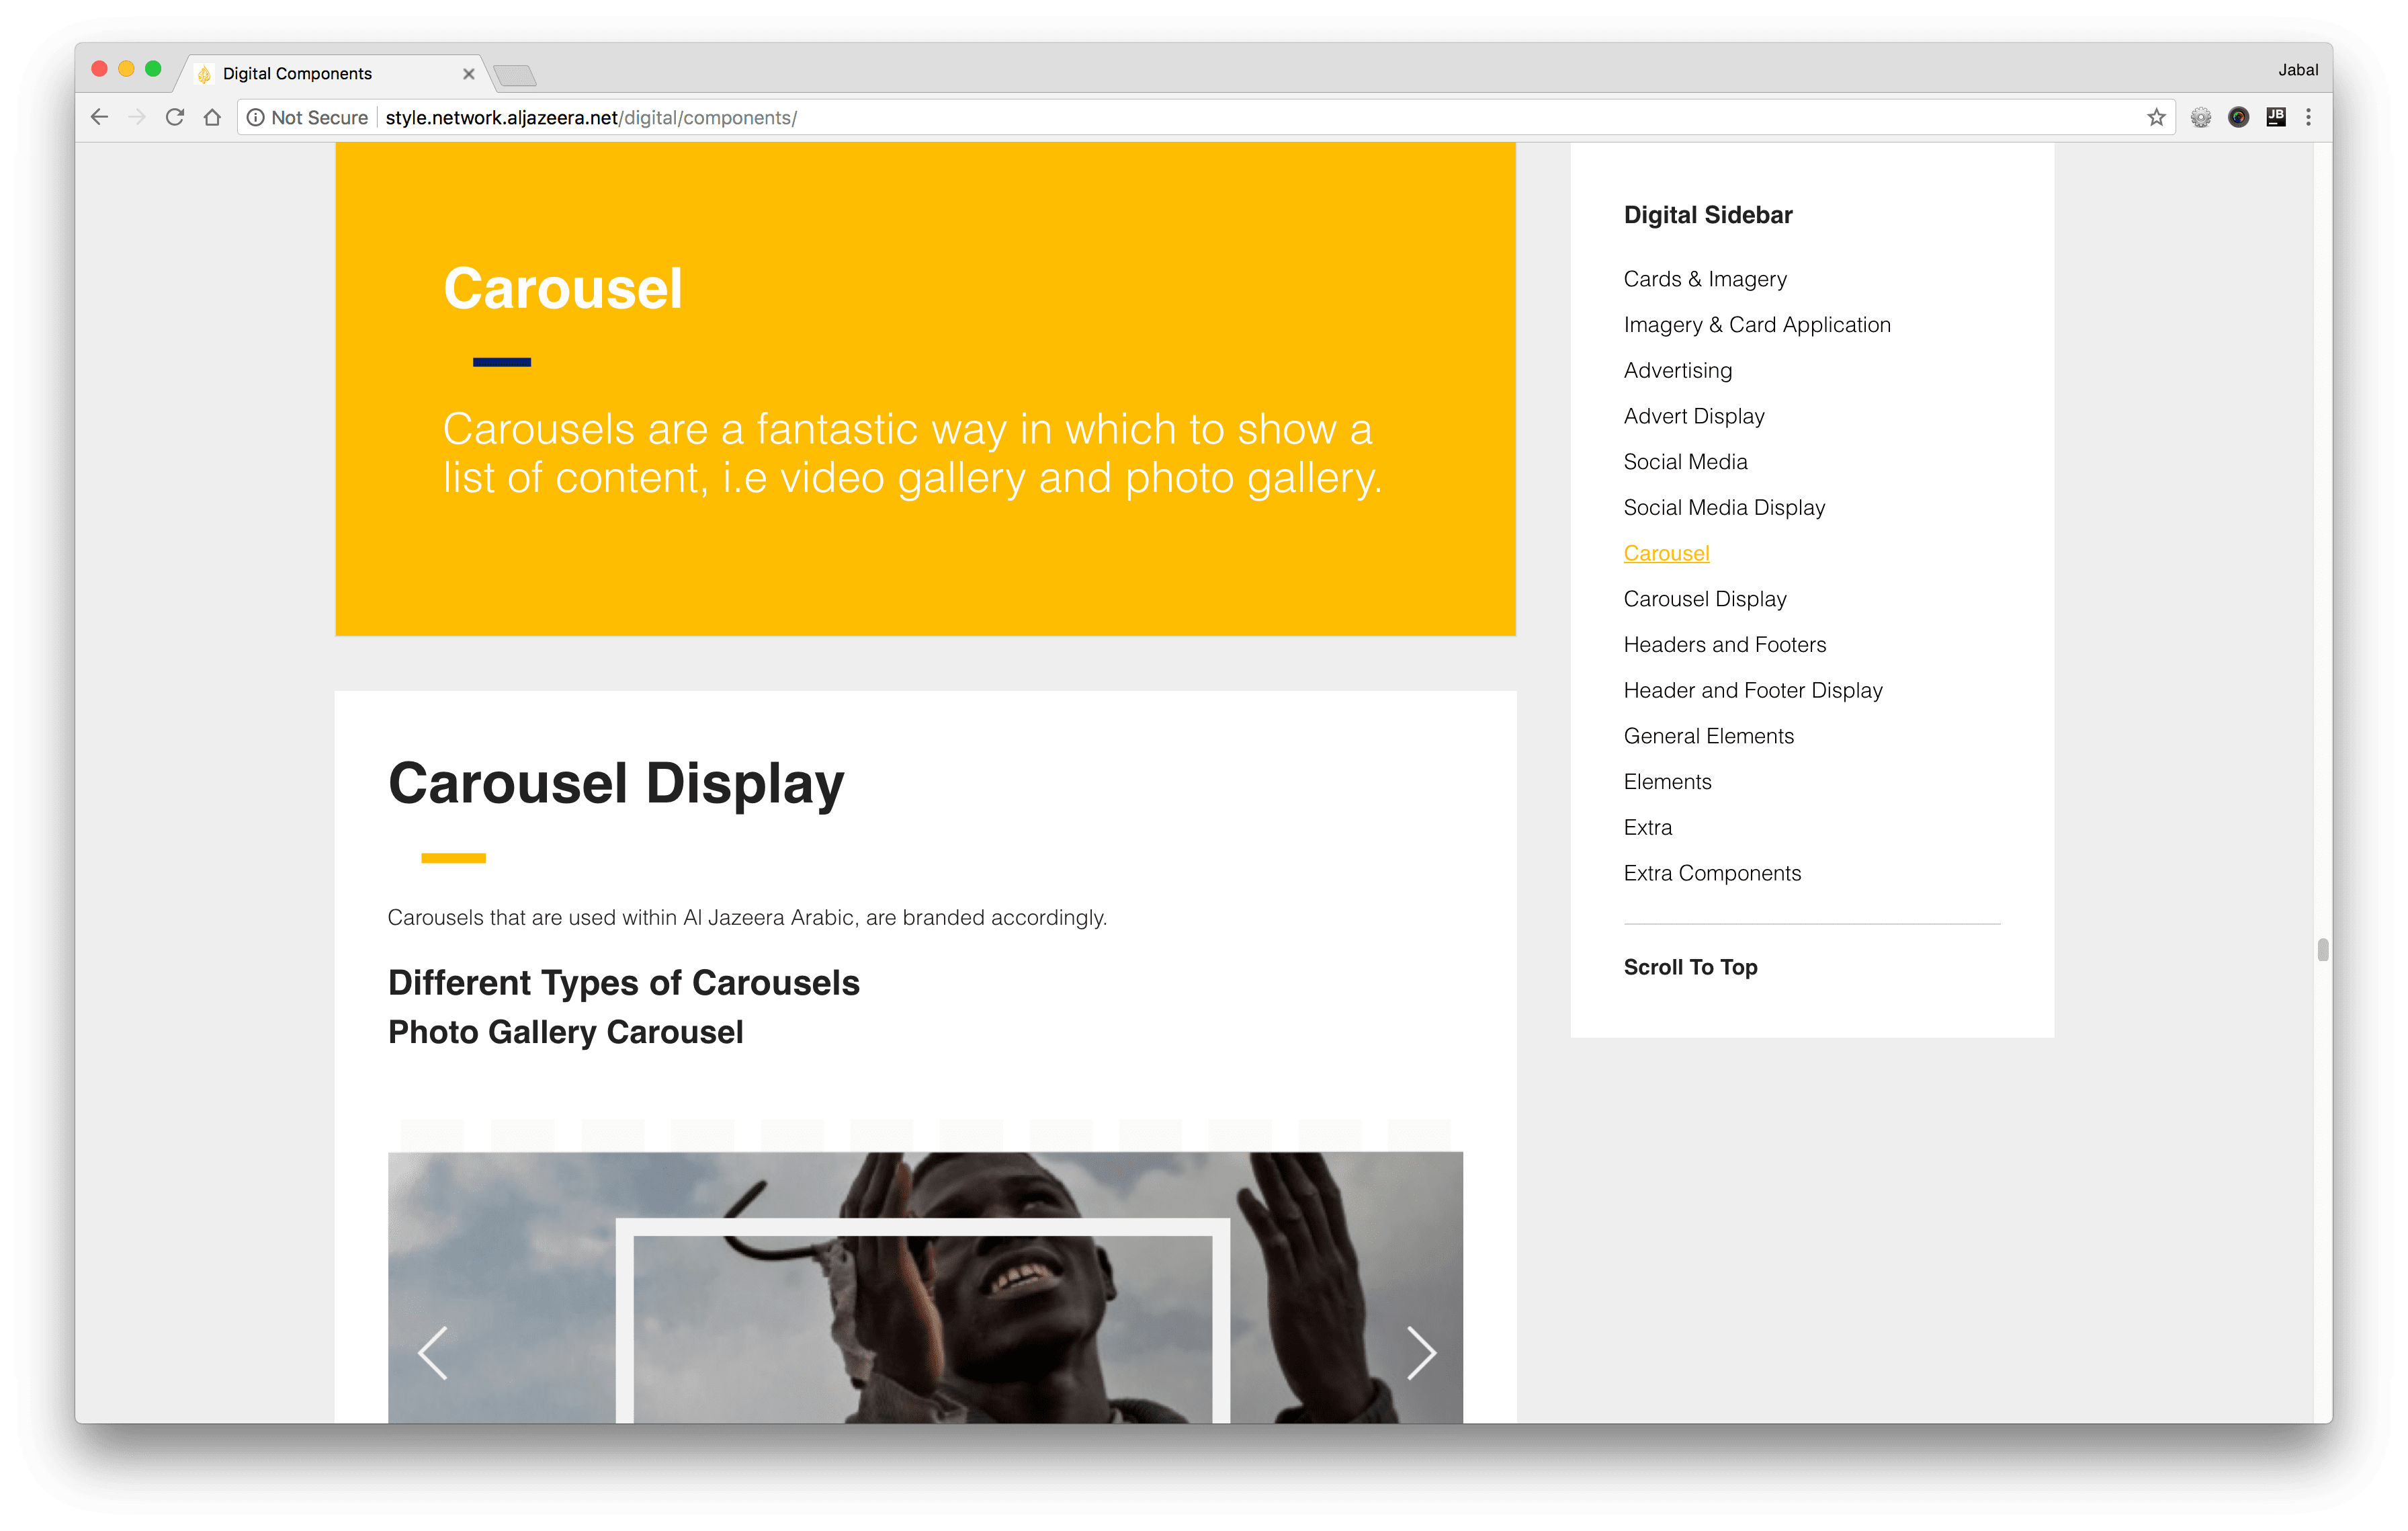 Digital Components
Jabal
Not Secure
style.network.aljazeera.net/digital/components/
JB
Carousel
Carousels are a fantastic way in which to show a
list of content, i.e video gallery and photo gallery.
Carousel Display
Carousels that are used within Al Jazeera Arabic, are branded accordingly.
Different Types of Carousels
Photo Gallery Carousel
Digital Sidebar
Cards & Imagery
Imagery & Card Application
Advertising
Advert Display
Social Media
Social Media Display
Carousel
Carousel Display
Headers and Footers
Header and Footer Display
General Elements
Elements
Extra
Extra Components
Scroll To Top